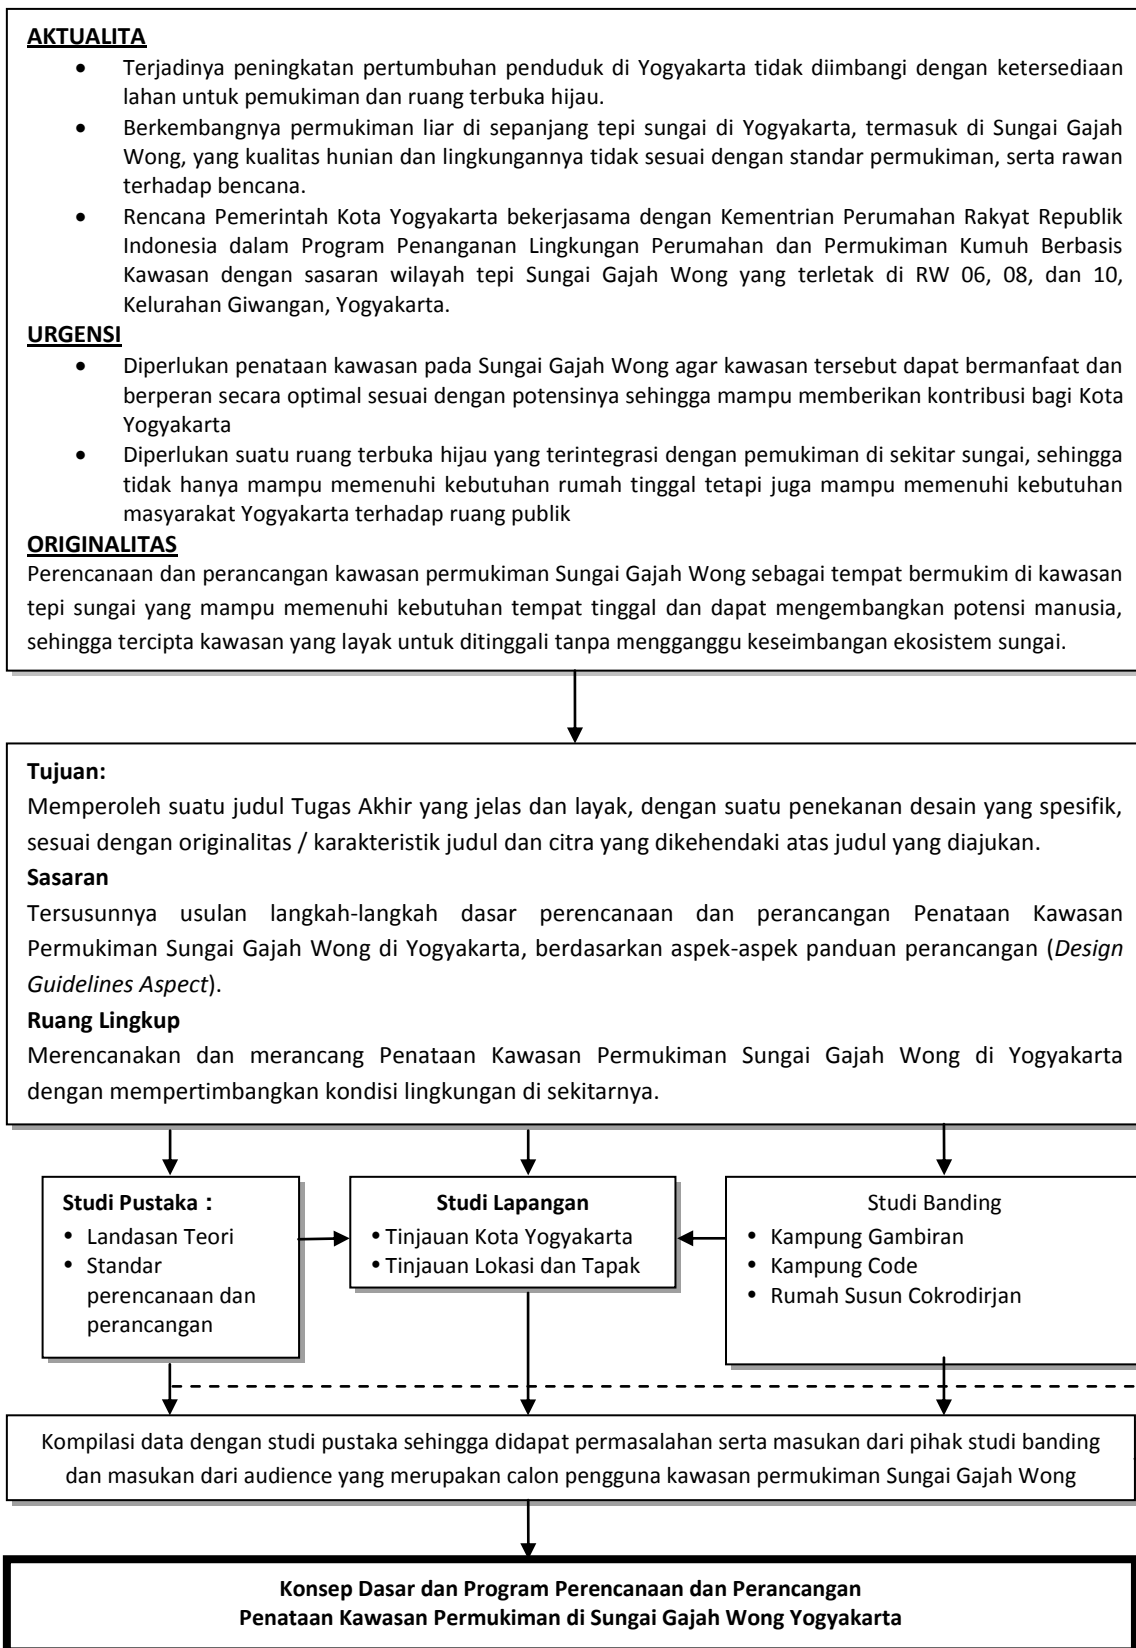 AKTUALITA
• Terjadinya peningkatan pertumbuhan penduduk di Yogyakarta tidak diimbangi dengan ketersediaan
lahan untuk pemukiman dan ruang terbuka hijau.
• Berkembangnya permukiman liar di sepanjang tepi sungai di Yogyakarta, termasuk di Sungai Gajah
Wong, yang kualitas hunian dan lingkungannya tidak sesuai dengan standar permukiman, serta rawan
terhadap bencana.
• Rencana Pemerintah Kota Yogyakarta bekerjasama dengan Kementrian Perumahan Rakyat Republik
Indonesia dalam Program Penanganan Lingkungan Perumahan dan Permukiman Kumuh Berbasis
Kawasan dengan sasaran wilayah tepi Sungai Gajah Wong yang terletak di RW 06, 08, dan 10,
Kelurahan Giwangan, Yogyakarta.
URGENSI
• Diperlukan penataan kawasan pada Sungai Gajah Wong agar kawasan tersebut dapat bermanfaat dan
berperan secara optimal sesuai dengan potensinya sehingga mampu memberikan kontribusi bagi Kota
Yogyakarta
• Diperlukan suatu ruang terbuka hijau yang terintegrasi dengan pemukiman di sekitar sungai, sehingga
tidak hanya mampu memenuhi kebutuhan rumah tinggal tetapi juga mampu memenuhi kebutuhan
masyarakat Yogyakarta terhadap ruang publik
ORIGINALITAS
Perencanaan dan perancangan kawasan permukiman Sungai Gajah Wong sebagai tempat bermukim di kawasan
tepi sungai yang mampu memenuhi kebutuhan tempat tinggal dan dapat mengembangkan potensi manusia,
sehingga tercipta kawasan yang layak untuk ditinggali tanpa mengganggu keseimbangan ekosistem sungai.
Tujuan:
Memperoleh suatu judul Tugas Akhir yang jelas dan layak, dengan suatu penekanan desain yang spesifik,
sesuai dengan originalitas / karakteristik judul dan citra yang dikehendaki atas judul yang diajukan.
Sasaran
Tersusunnya usulan langkah-langkah dasar perencanaan dan perancangan Penataan Kawasan
Permukiman Sungai Gajah Wong di Yogyakarta, berdasarkan aspek-aspek panduan perancangan (Design
Guidelines Aspect).
Ruang Lingkup
Merencanakan dan merancang Penataan Kawasan Permukiman Sungai Gajah Wong di Yogyakarta
dengan mempertimbangkan kondisi lingkungan di sekitarnya.
Studi Pustaka :
• Landasan Teori
• Standar
perencanaan dan
perancangan
Studi Lapangan
• Tinjauan Kota Yogyakarta
• Tinjauan Lokasi dan Tapak
Studi Banding
• Kampung Gambiran
• Kampung Code
• Rumah Susun Cokrodirjan
Kompilasi data dengan studi pustaka sehingga didapat permasalahan serta masukan dari pihak studi banding
dan masukan dari audience yang merupakan calon pengguna kawasan permukiman Sungai Gajah Wong
Konsep Dasar dan Program Perencanaan dan Perancangan
Penataan Kawasan Permukiman di Sungai Gajah Wong Yogyakarta